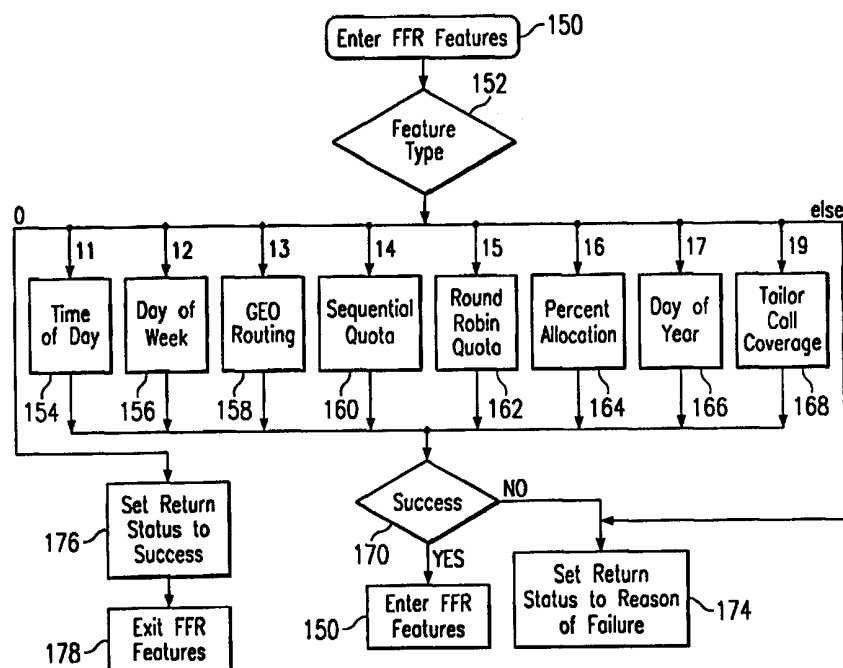 Enter FFR Features
150
152
Feature
Type
0
else
11
12
13
14
15
16
17
19
Time
of Day
Day of
Week
GEO
Routing
Sequential
Quota
Round
Robin
Quota
Percent
Allocation
Day of
Year
Tailor
Call
Coverage
154
156
158
160
162
164
166
168
Success
NO
170
YES
176
Set Return
Status to
Success
150
Enter FFR
Features
Set Return
Status to Reason
of Failure
174
178
Exit FFR
Features